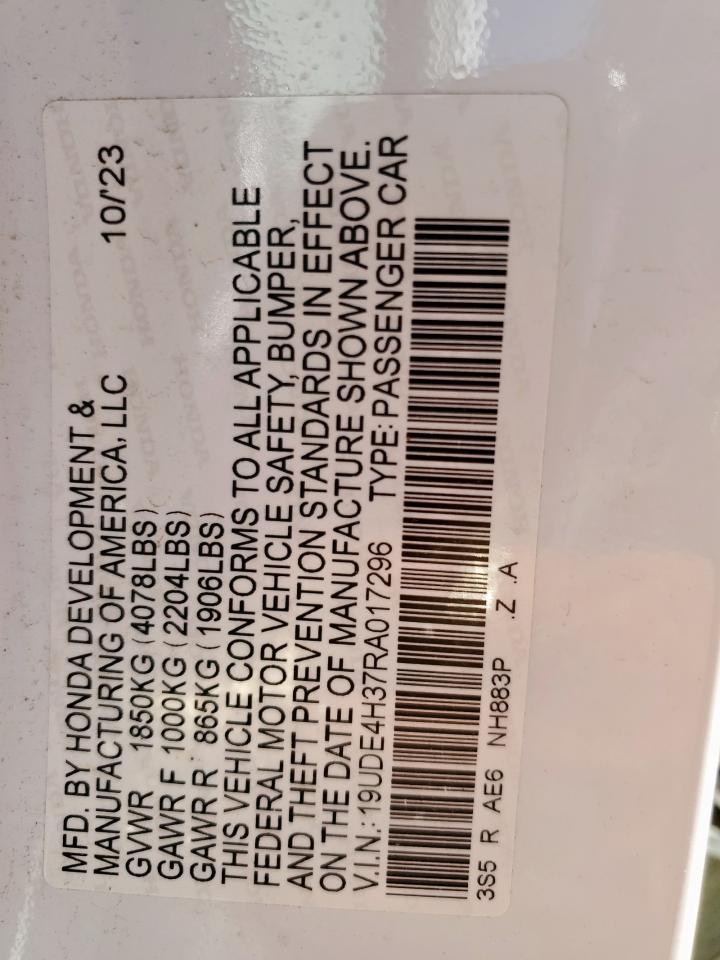 MFD. BY HONDA DEVELOPMENT &
MANUFACTURING OF AMERICA, LLC 10/'23
GVWR 1850KG (4078LBS)
GAWR F 1000KG (2204LBS)
GAWR R 865KG (1906LBS)
THIS VEHICLE CONFORMS TO ALL APPLICABLE
FEDERAL MOTOR VEHICLE SAFETY, BUMPER,
AND THEFT PREVENTION STANDARDS IN EFFECT
ON THE DATE OF MANUFACTURE SHOWN ABOVE.
V.I.N.: 19UDE4H37RA017296 TYPE: PASSENGER CAR
3S5 R AE6 NH883P .Z .A